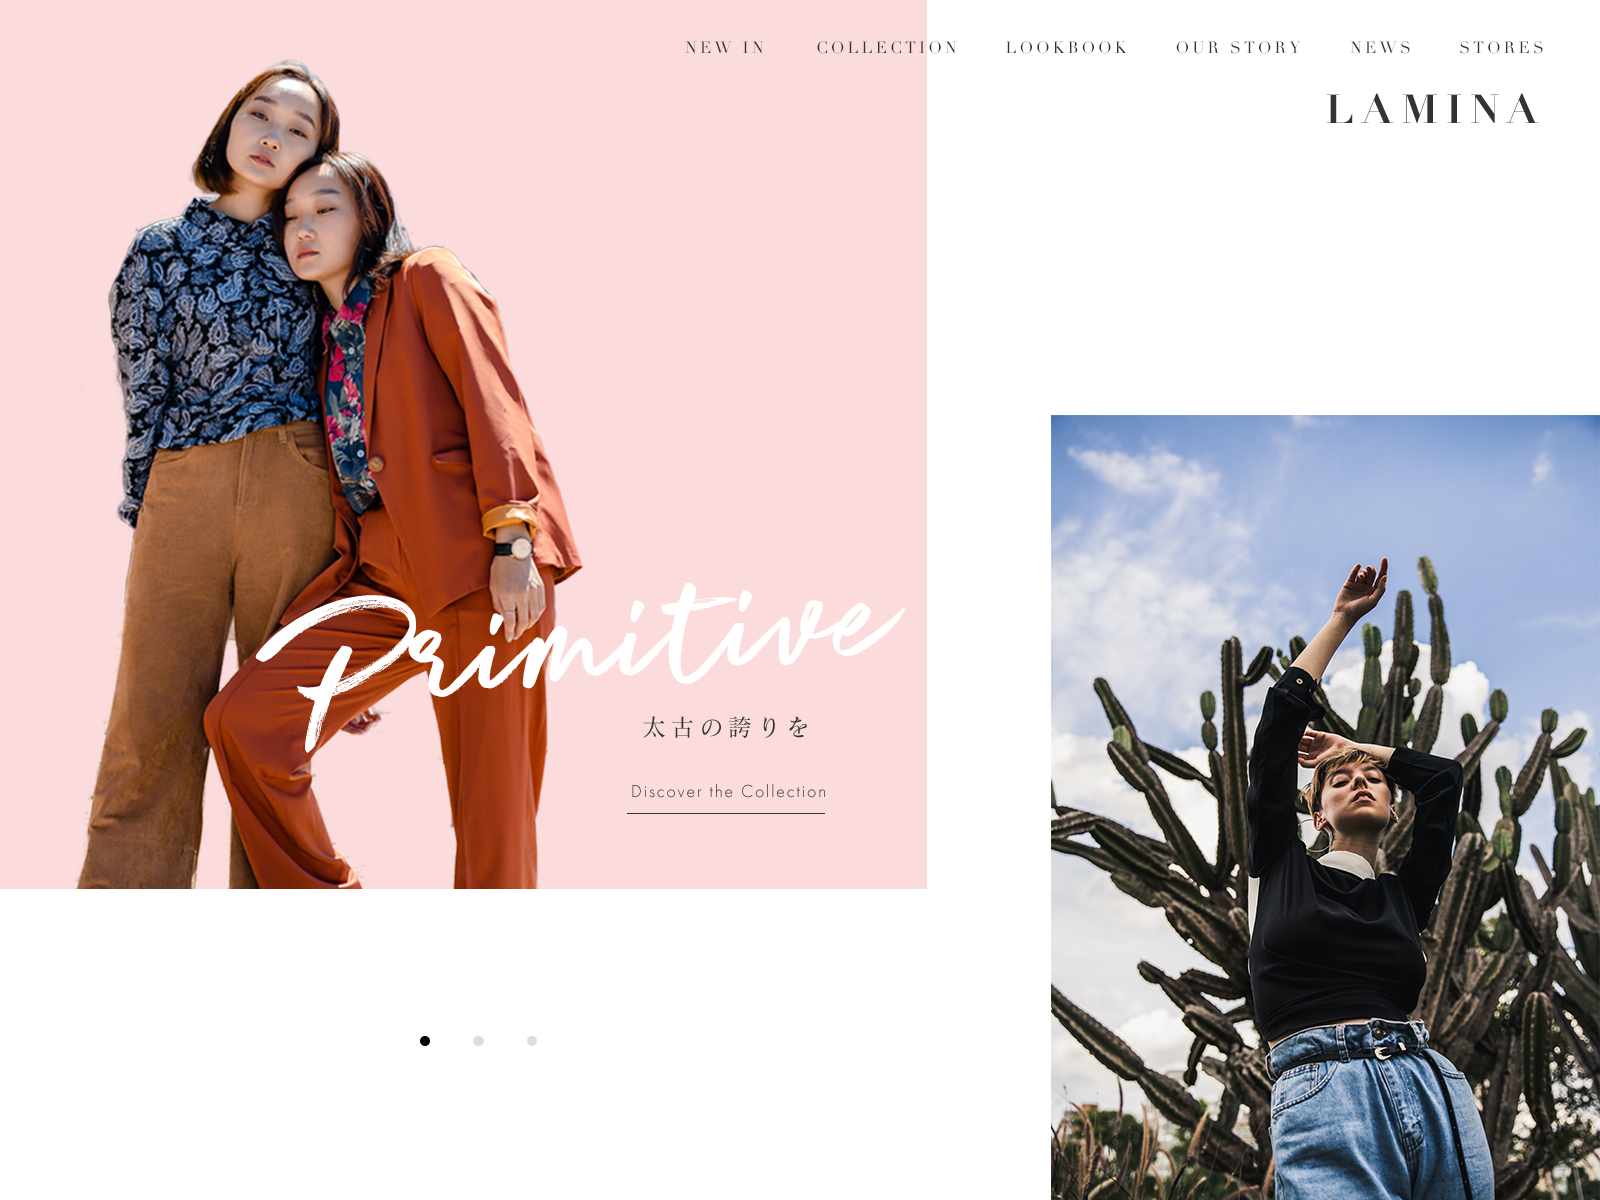 NEW IN COLLECTION LOOKBOOK OUR STORY NEWS STORES
LAMINA
Primitive
太古の誇りを
Discover the Collection